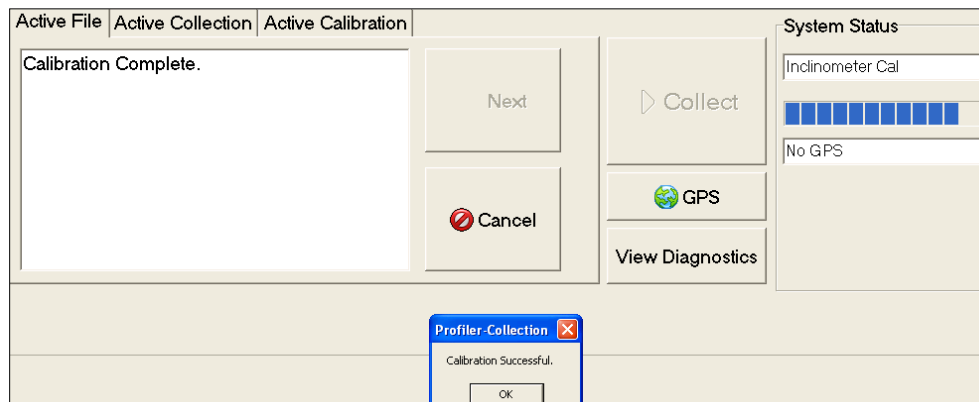 Active File
Active Collection
Active Calibration
Calibration Complete.
Next
Cancel
Collect
GPS
View Diagnostics
System Status
Inclinometer Cal
No GPS
Profiler-Collection
Calibration Successful.
OK